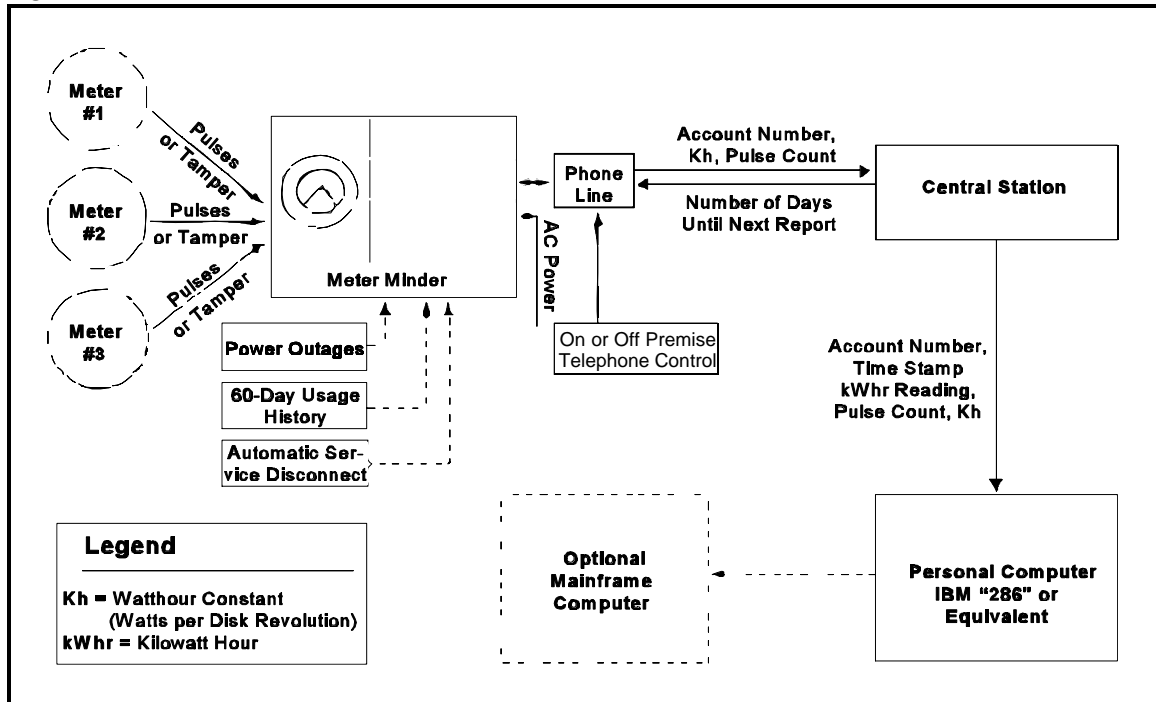 Meter
#1
Pulses
or Tamper
Meter
#2
Pulses
or Tamper
Meter
#3
Pulses
or Tamper
Meter Minder
Power Outages
60-Day Usage
History
Automatic Ser-
vice Disconnect
AC Power
Phone
Line
On or Off Premise
Telephone Control
Account Number,
Kh, Pulse Count
Number of Days
Until Next Report
Central Station
Account Number,
Time Stamp
kWhr Reading,
Pulse Count, Kh
Personal Computer
IBM "286" or
Equivalent
Optional
Mainframe
Computer
Legend
Kh = Watthour Constant
(Watts per Disk Revolution)
kWhr = Kilowatt Hour